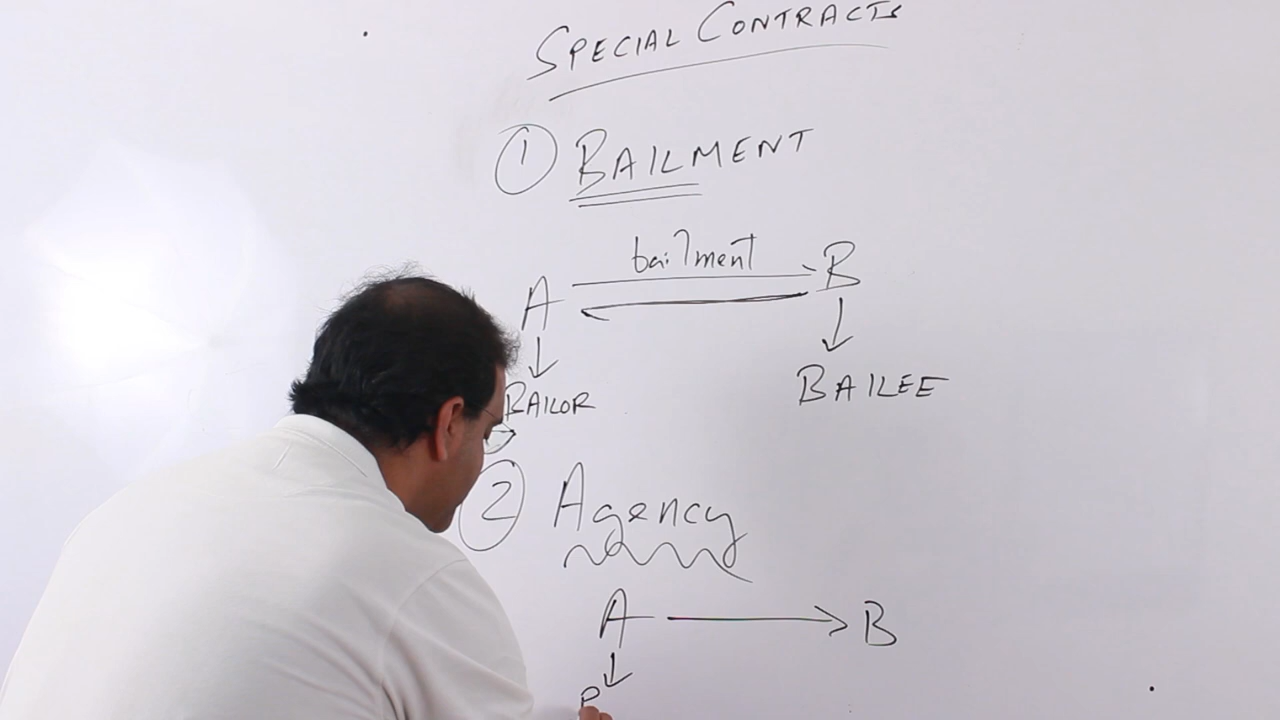 SPECIAL CONTRACTS
1 BAILMENT
bailment
A B
BAILOR BAILEE
2 Agency
A B
P